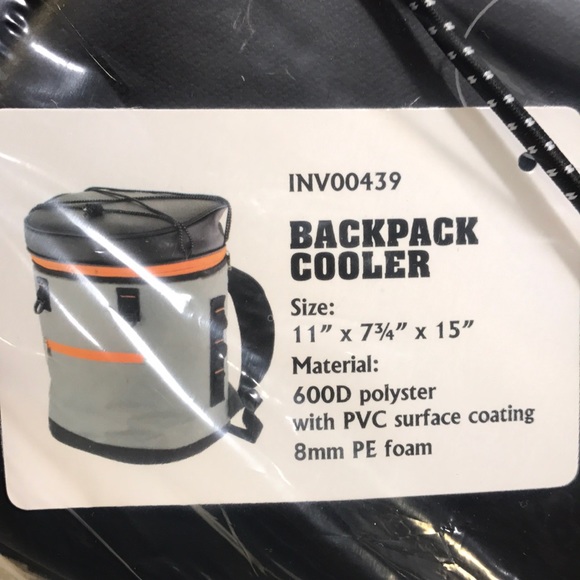 INV00439
BACKPACK
COOLER
Size:
11" x 7¾" x 15"
Material:
600D polyster
with PVC surface coating
8mm PE foam